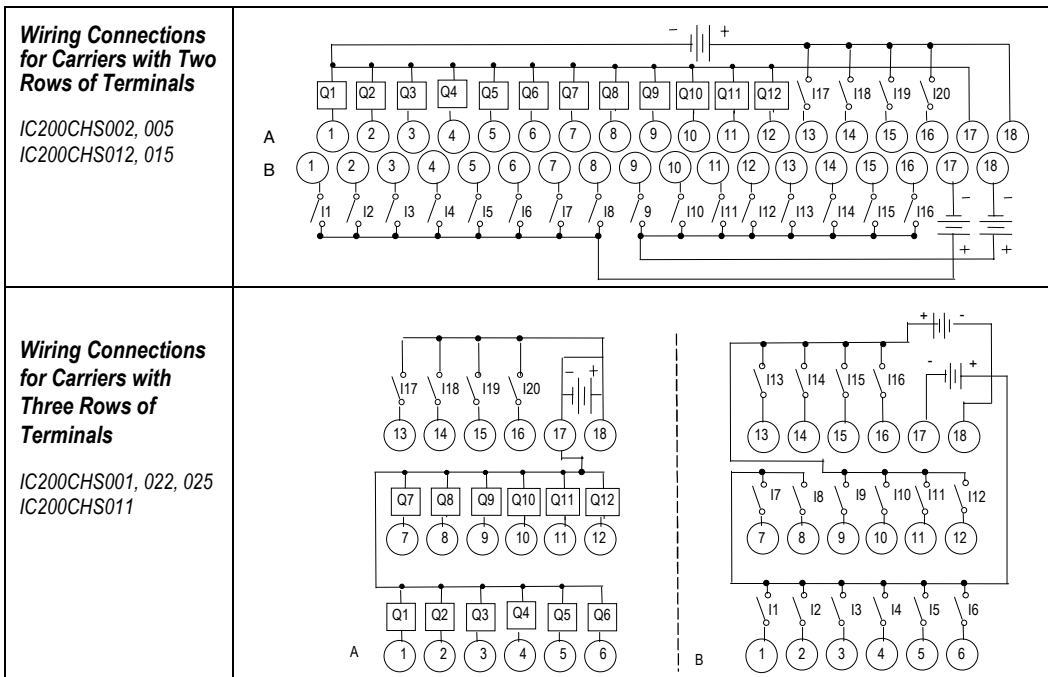 Wiring Connections
for Carriers with Two
Rows of Terminals
IC200CHS002, 005
IC200CHS012, 015
− +
Q1 Q2 Q3 Q4 Q5 Q6 Q7 Q8 Q9 Q10 Q11 Q12 I17 I18 I19 I20
A 1 2 3 4 5 6 7 8 9 10 11 12 13 14 15 16 17 18
B 1 2 3 4 5 6 7 8 9 10 11 12 13 14 15 16 17 18
I1 I2 I3 I4 I5 I6 I7 I8 9 I10 I11 I12 I13 I14 I15 I16
− −
+ +
Wiring Connections
for Carriers with
Three Rows of
Terminals
IC200CHS001, 022, 025
IC200CHS011
− +
I17 I18 I19 I20
13 14 15 16 17 18
Q7 Q8 Q9 Q10 Q11 Q12
7 8 9 10 11 12
Q1 Q2 Q3 Q4 Q5 Q6
A 1 2 3 4 5 6
+ -
- +
I13 I14 I15 I16
13 14 15 16 17 18
I7 I8 I9 I10 I11 I12
7 8 9 10 11 12
I1 I2 I3 I4 I5 I6
B 1 2 3 4 5 6